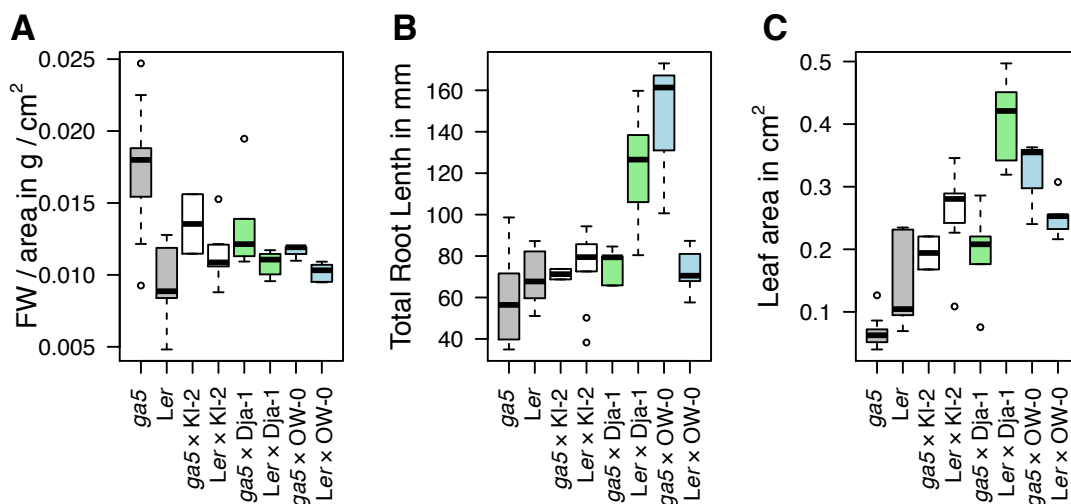 A
FW / area in g / cm²
0.025
0.020
0.015
0.010
0.005
ga5
Ler
ga5 × Kl-2
Ler × Kl-2
ga5 × Dja-1
Ler × Dja-1
ga5 × OW-0
Ler × OW-0
B
Total Root Lenth in mm
160
140
120
100
80
60
40
ga5
Ler
ga5 × Kl-2
Ler × Kl-2
ga5 × Dja1
Ler × Dja-1
ga5 × OW-0
Ler × OW-0
C
Leaf area in cm²
0.5
0.4
0.3
0.2
0.1
ga5
Ler
ga5 × Kl-2
Ler × Kl-2
ga5 × Dja-1
Ler × Dja-1
ga5 × OW-0
Ler × OW-0